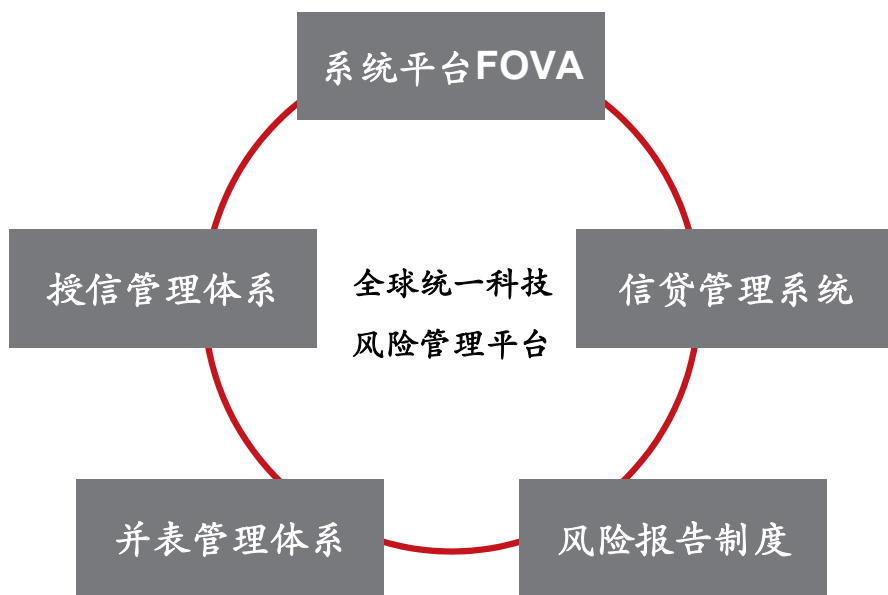 系统平台FOVA
授信管理体系
全球统一科技
风险管理平台
信贷管理系统
并表管理体系
风险报告制度